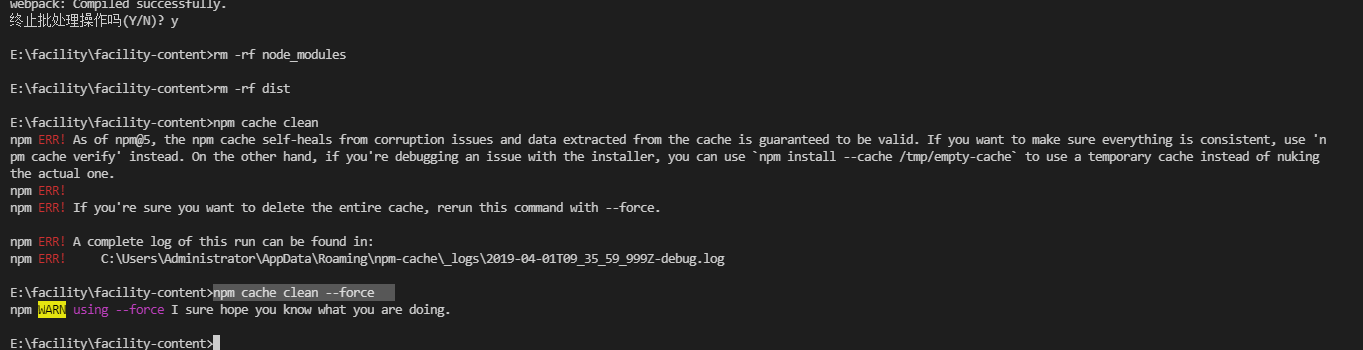 webpack: Compiled successfully.
终止批处理操作吗(Y/N)? y
E:\facility\facility-content>rm -rf node_modules
E:\facility\facility-content>rm -rf dist
E:\facility\facility-content>npm cache clean
npm ERR! As of npm@5, the npm cache self-heals from corruption issues and data extracted from the cache is guaranteed to be valid. If you want to make sure everything is consistent, use 'n
pm cache verify' instead. On the other hand, if you're debugging an issue with the installer, you can use `npm install --cache /tmp/empty-cache` to use a temporary cache instead of nuking
the actual one.
npm ERR!
npm ERR! If you're sure you want to delete the entire cache, rerun this command with --force.
npm ERR! A complete log of this run can be found in:
npm ERR!     C:\Users\Administrator\AppData\Roaming\npm-cache\_logs\2019-04-01T09_35_59_999Z-debug.log
E:\facility\facility-content>npm cache clean --force
npm WARN using --force I sure hope you know what you are doing.
E:\facility\facility-content>